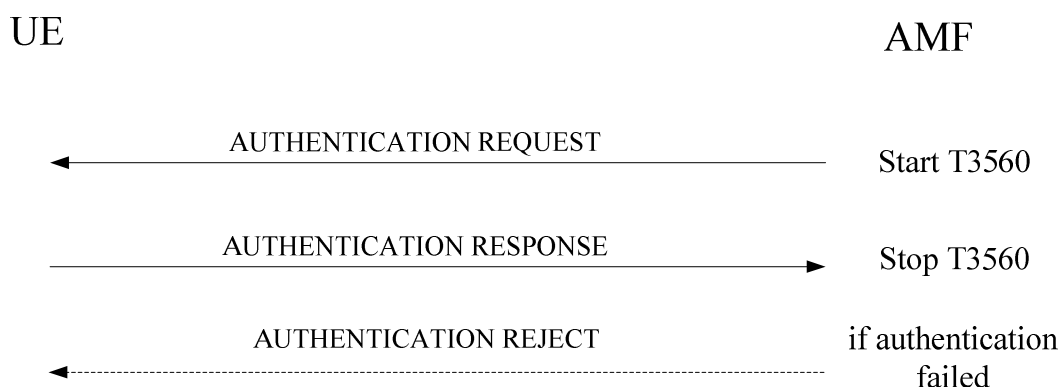 UE
AMF
AUTHENTICATION REQUEST
Start T3560
AUTHENTICATION RESPONSE
Stop T3560
AUTHENTICATION REJECT
if authentication
failed